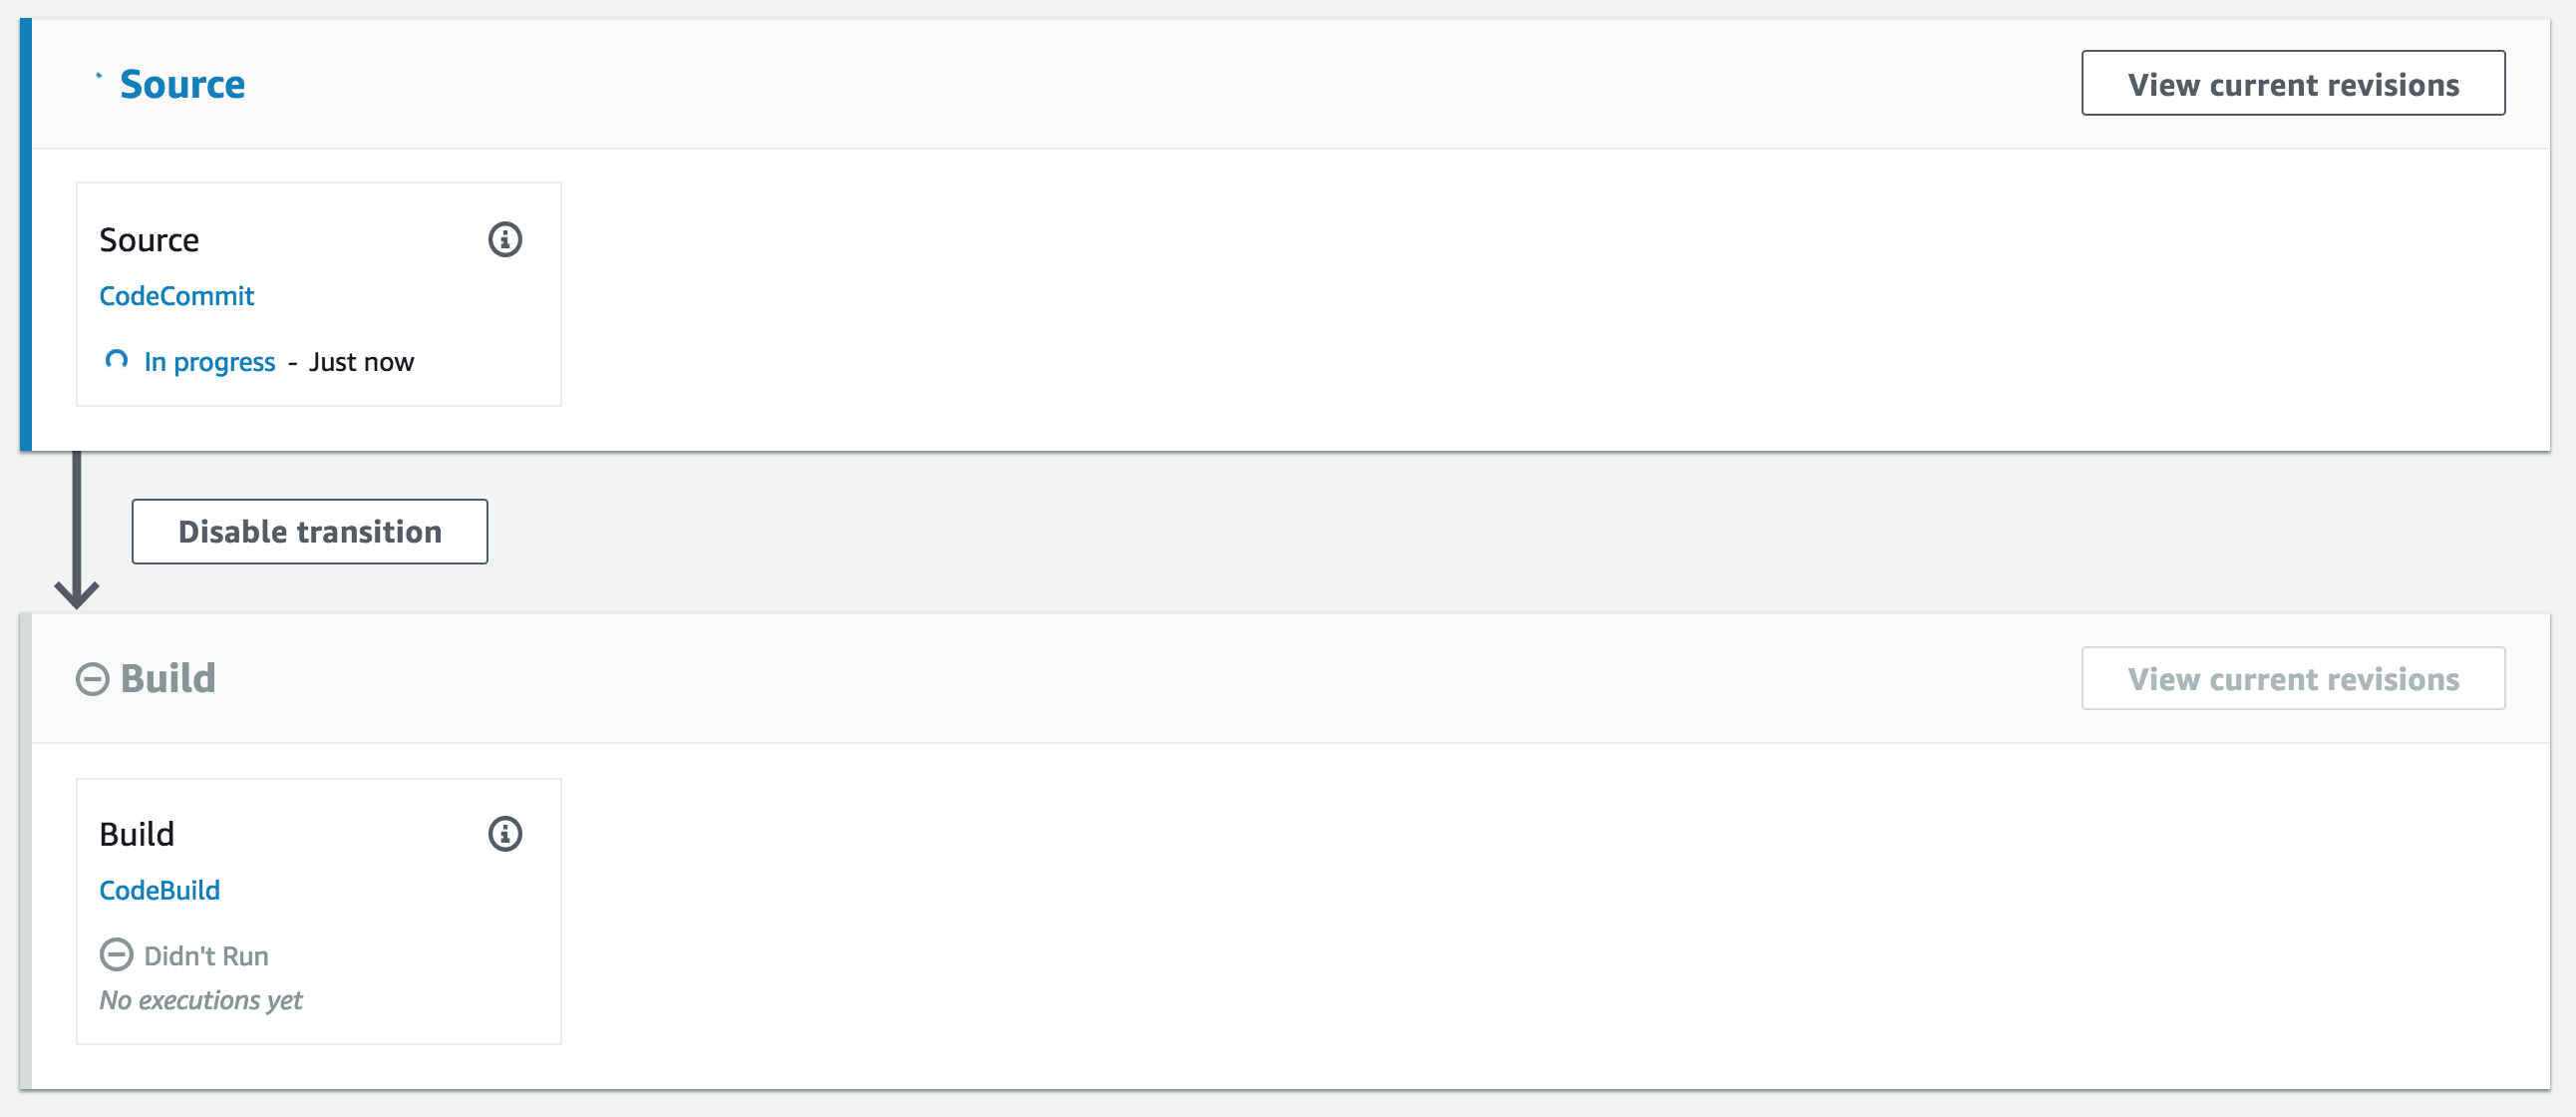 Source
View current revisions
Source
CodeCommit
In progress - Just now
Disable transition
Build
View current revisions
Build
CodeBuild
Didn't Run
No executions yet